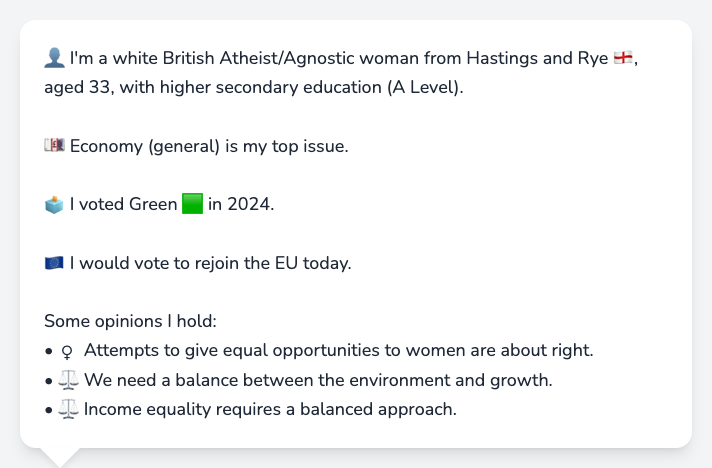 👤 I'm a white British Atheist/Agnostic woman from Hastings and Rye 🏴󠁧󠁢󠁥󠁮󠁧󠁿,
aged 33, with higher secondary education (A Level).
💷 Economy (general) is my top issue.
🗳️ I voted Green 🟩 in 2024.
🇪🇺 I would vote to rejoin the EU today.
Some opinions I hold:
• ♀️ Attempts to give equal opportunities to women are about right.
• ⚖️ We need a balance between the environment and growth.
• ⚖️ Income equality requires a balanced approach.